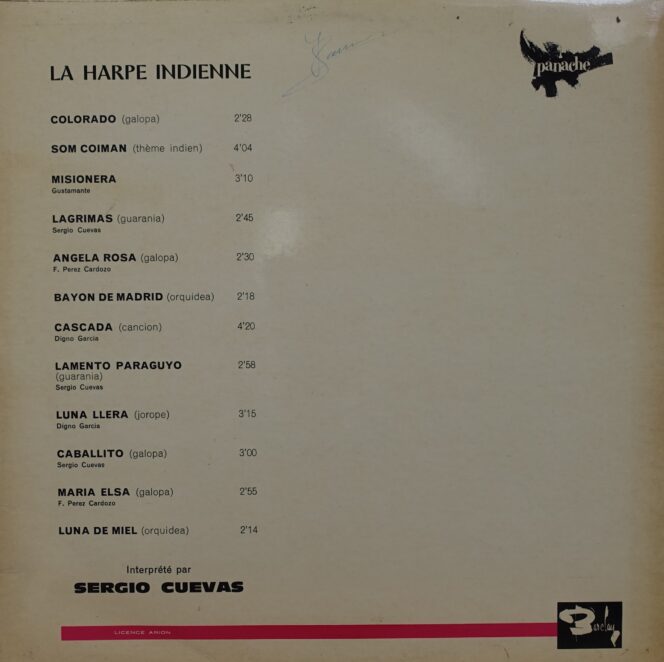 LA HARPE INDIENNE
panache
COLORADO (galopa) 2'28
SOM COIMAN (thème indien) 4'04
MISIONERA 3'10
Gustamante
LAGRIMAS (guarania) 2'45
Sergio Cuevas
ANGELA ROSA (galopa) 2'30
F. Perez Cardozo
BAYON DE MADRID (orquidea) 2'18
CASCADA (cancion) 4'20
Digno Garcia
LAMENTO PARAGUYO 2'58
(guarania)
Sergio Cuevas
LUNA LLERA (jorope) 3'15
Digno Garcia
CABALLITO (galopa) 3'00
Sergio Cuevas
MARIA ELSA (galopa) 2'55
F. Perez Cardozo
LUNA DE MIEL (orquidea) 2'14
Interprété par
SERGIO CUEVAS
LICENCE ARION
Barclay